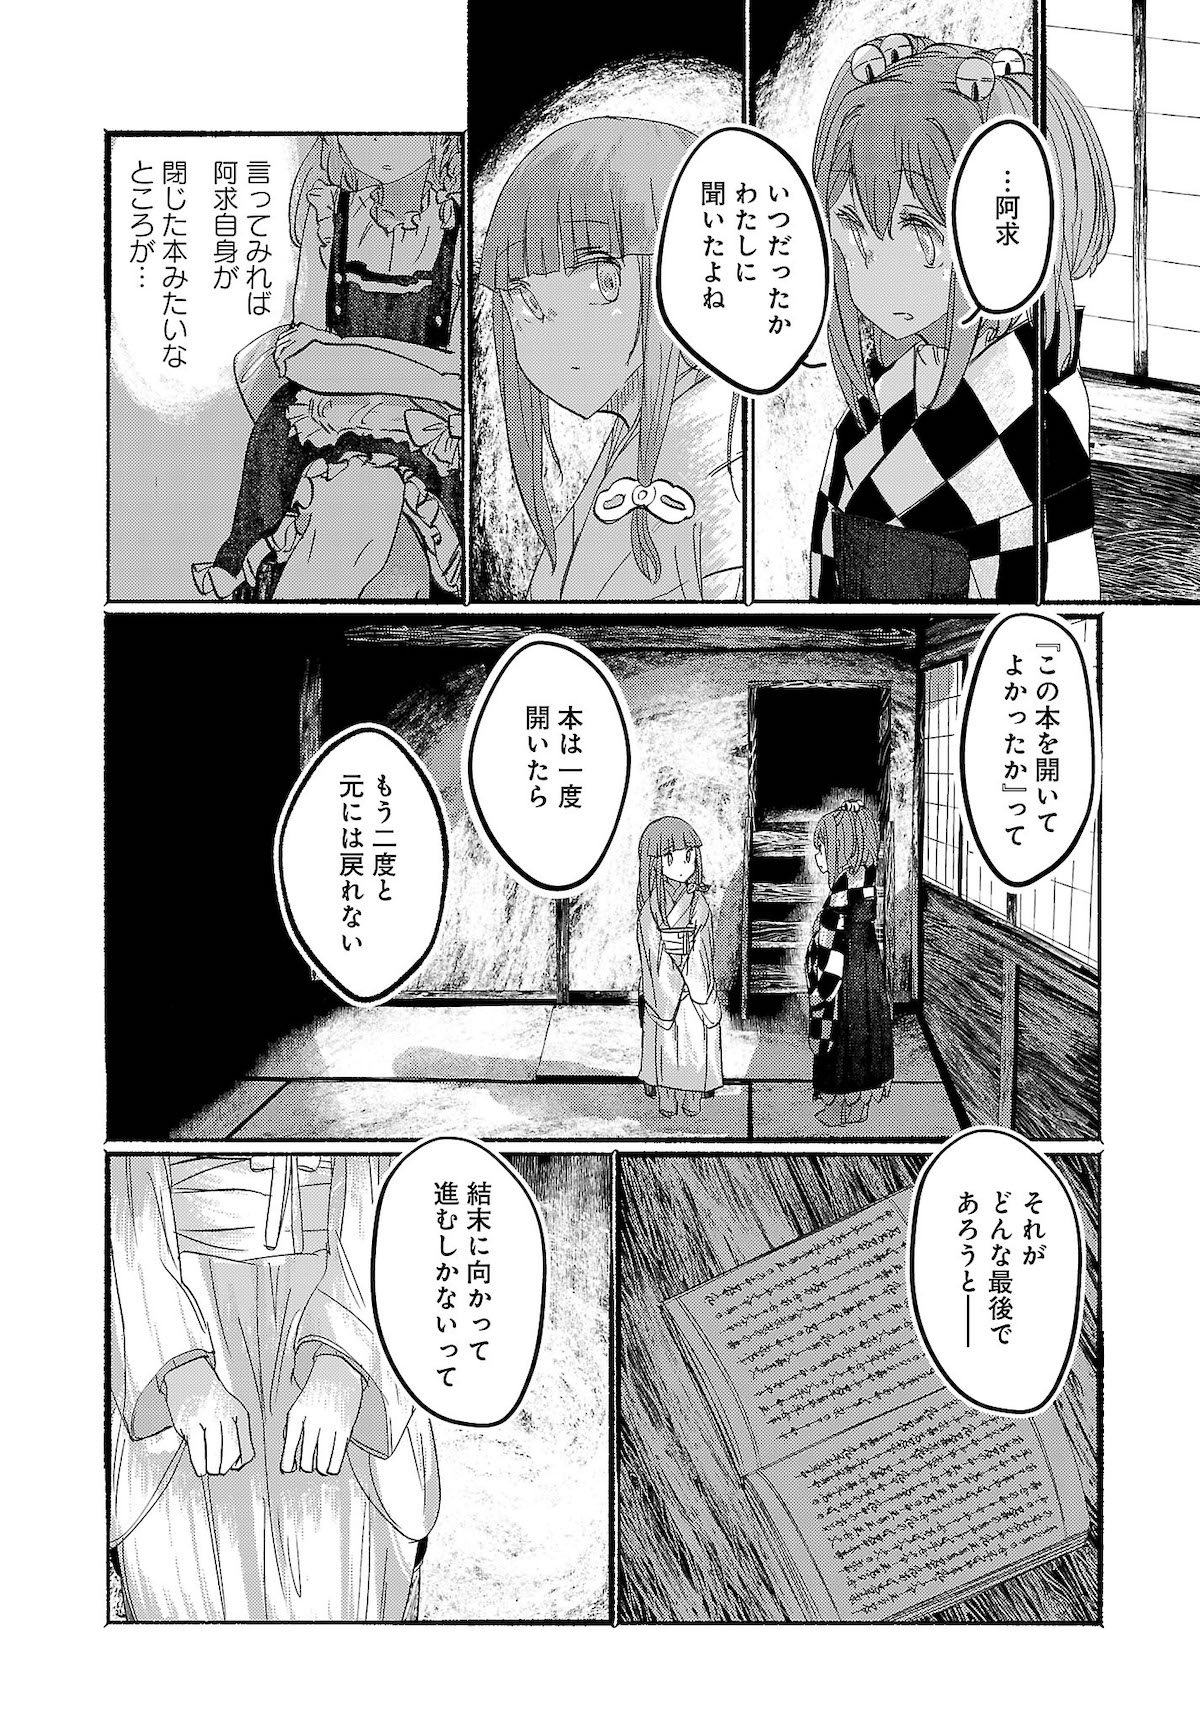 …阿求
いつだったか
わたしに
聞いたよね
言ってみれば
阿求自身が
閉じた本みたいな
ところが…
『この本を開いて
よかったか』って
本は一度
開いたら
もう二度と
元には戻れない
それが
どんな最後で
あろうと――
結末に向かって
進むしかないって